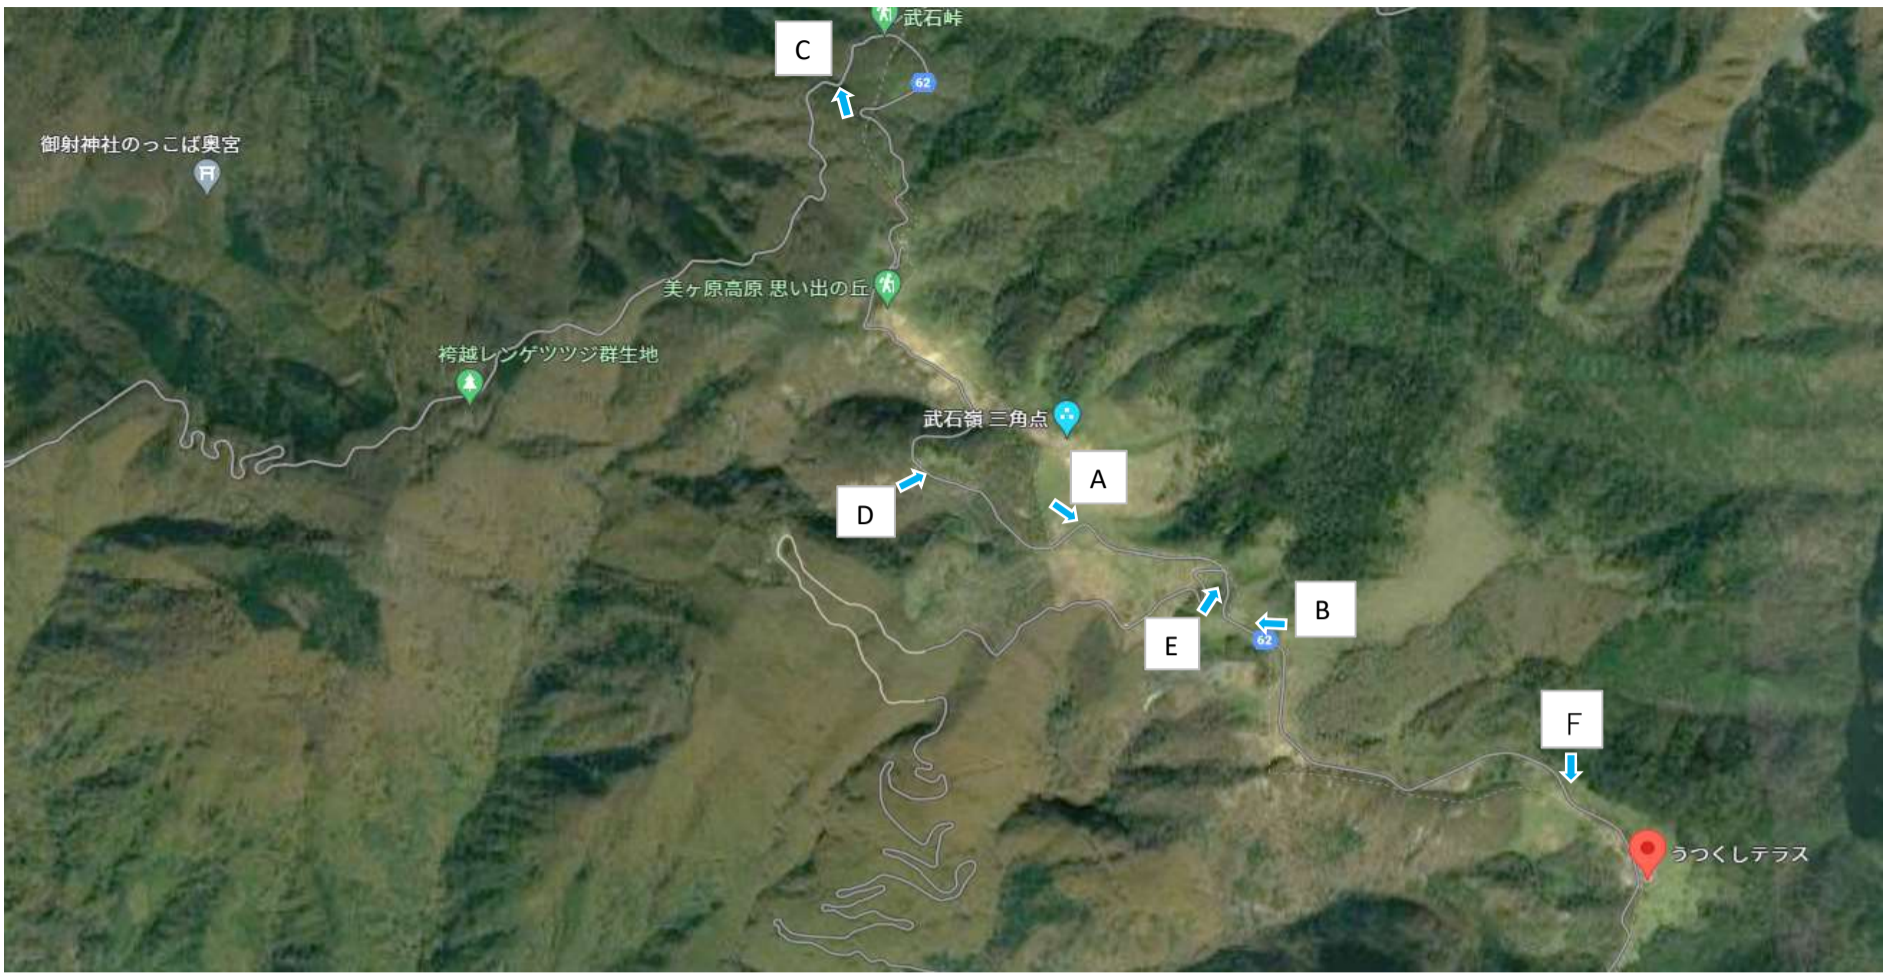 武石峠
C
62
御射神社のっこば奥宮
美ヶ原高原 思い出の丘
袴越レンゲツツジ群生地
武石嶺 三角点
A
D
B
E
62
F
うつくしテラス